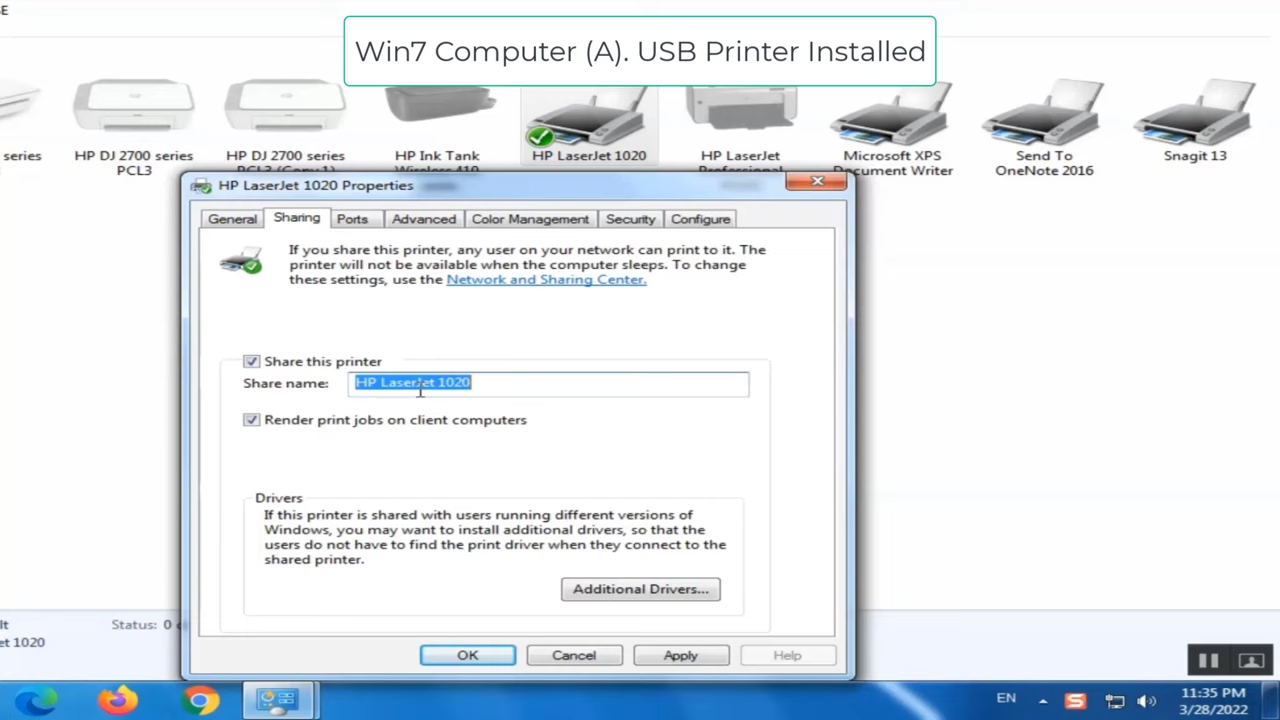 E
Win7 Computer (A). USB Printer Installed
series
HP DJ 2700 series
PCL3
HP DJ 2700 series
HP Ink Tank
HP LaserJet 1020
HP LaserJet
Professional
Microsoft XPS
Document Writer
Send To
OneNote 2016
Snagit 13
HP LaserJet 1020 Properties
General
Sharing
Ports
Advanced
Color Management
Security
Configure
If you share this printer, any user on your network can print to it. The
printer will not be available when the computer sleeps. To change
these settings, use the Network and Sharing Center.
Share this printer
Share name:
HP LaserJet 1020
Render print jobs on client computers
Drivers
If this printer is shared with users running different versions of
Windows, you may want to install additional drivers, so that the
users do not have to find the print driver when they connect to the
shared printer.
Additional Drivers...
lt
Status: 0
et 1020
OK
Cancel
Apply
Help
EN
S
11:35 PM
3/28/2022